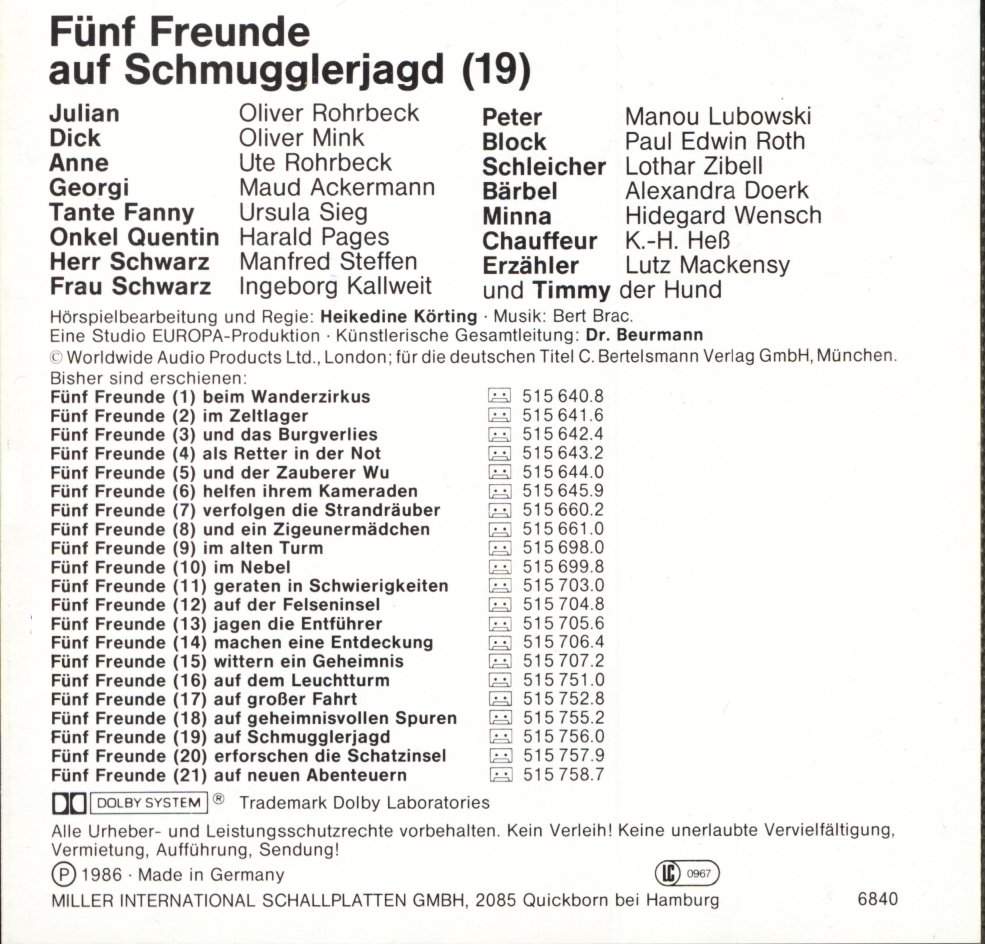 Fünf Freunde
auf Schmugglerjagd (19)
Julian Oliver Rohrbeck
Dick Oliver Mink
Anne Ute Rohrbeck
Georgi Maud Ackermann
Tante Fanny Ursula Sieg
Onkel Quentin Harald Pages
Herr Schwarz Manfred Steffen
Frau Schwarz Ingeborg Kallweit
Peter Manou Lubowski
Block Paul Edwin Roth
Schleicher Lothar Zibell
Bärbel Alexandra Doerk
Minna Hidegard Wensch
Chauffeur K.-H. Heß
Erzähler Lutz Mackensy
und Timmy der Hund
Hörspielbearbeitung und Regie: Heikedine Körting · Musik: Bert Brac.
Eine Studio EUROPA-Produktion · Künstlerische Gesamtleitung: Dr. Beurmann
© Worldwide Audio Products Ltd., London; für die deutschen Titel C. Bertelsmann Verlag GmbH, München.
Bisher sind erschienen:
Fünf Freunde (1) beim Wanderzirkus 515 640.8
Fünf Freunde (2) im Zeltlager 515 641.6
Fünf Freunde (3) und das Burgverlies 515 642.4
Fünf Freunde (4) als Retter in der Not 515 643.2
Fünf Freunde (5) und der Zauberer Wu 515 644.0
Fünf Freunde (6) helfen ihrem Kameraden 515 645.9
Fünf Freunde (7) verfolgen die Strandräuber 515 660.2
Fünf Freunde (8) und ein Zigeunermädchen 515 661.0
Fünf Freunde (9) im alten Turm 515 698.0
Fünf Freunde (10) im Nebel 515 699.8
Fünf Freunde (11) geraten in Schwierigkeiten 515 703.0
Fünf Freunde (12) auf der Felseninsel 515 704.8
Fünf Freunde (13) jagen die Entführer 515 705.6
Fünf Freunde (14) machen eine Entdeckung 515 706.4
Fünf Freunde (15) wittern ein Geheimnis 515 707.2
Fünf Freunde (16) auf dem Leuchtturm 515 751.0
Fünf Freunde (17) auf großer Fahrt 515 752.8
Fünf Freunde (18) auf geheimnisvollen Spuren 515 755.2
Fünf Freunde (19) auf Schmugglerjagd 515 756.0
Fünf Freunde (20) erforschen die Schatzinsel 515 757.9
Fünf Freunde (21) auf neuen Abenteuern 515 758.7
DOLBY SYSTEM ® Trademark Dolby Laboratories
Alle Urheber- und Leistungsschutzrechte vorbehalten. Kein Verleih! Keine unerlaubte Vervielfältigung,
Vermietung, Aufführung, Sendung!
Ⓟ 1986 · Made in Germany LC 0967
MILLER INTERNATIONAL SCHALLPLATTEN GMBH, 2085 Quickborn bei Hamburg 6840